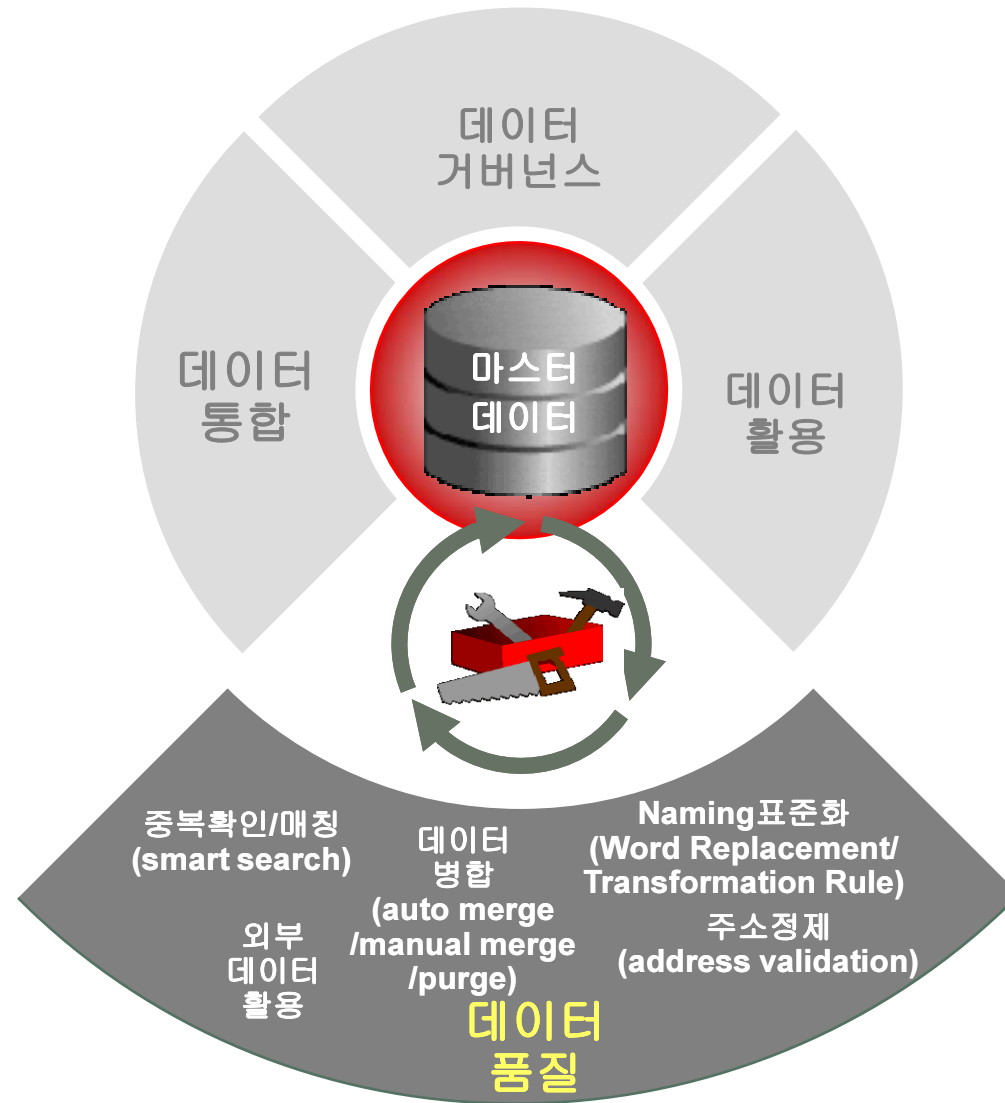 데이터
거버넌스
데이터
통합
마스터
데이터
데이터
활용
중복확인/매칭
(smart search)
외부
데이터
활용
데이터
병합
(auto merge
/manual merge
/purge)
Naming표준화
(Word Replacement/
Transformation Rule)
주소정제
(address validation)
데이터
품질